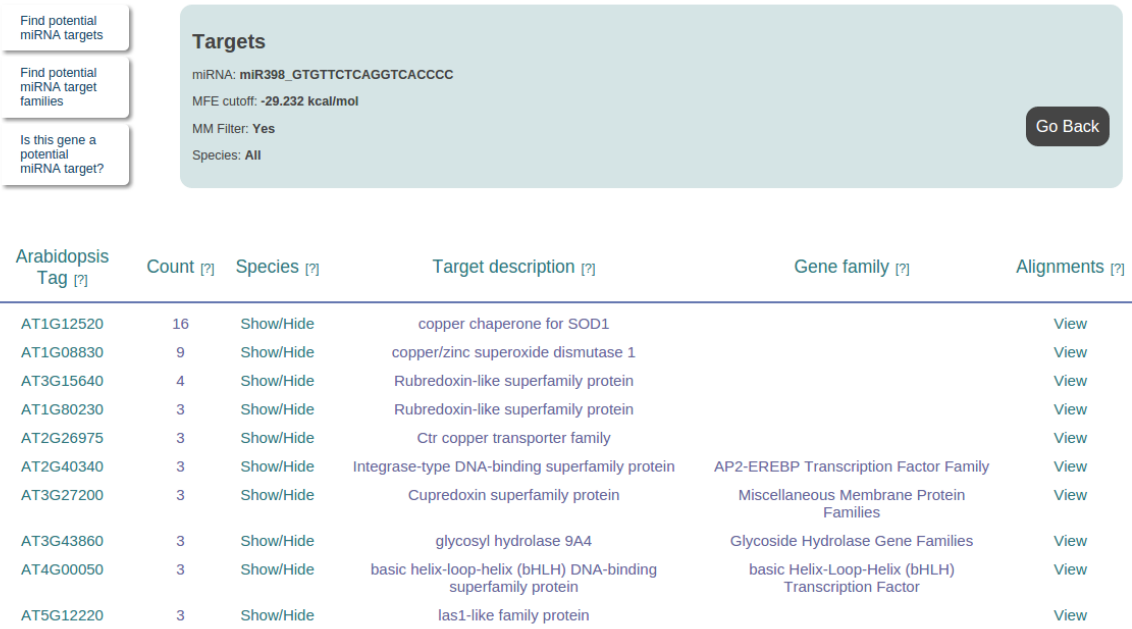 Find potential
miRNA targets
Find potential
miRNA target
families
Is this gene a
potential
miRNA target?
Targets
miRNA: miR398_GTGTTCTCAGGTCACCCC
MFE cutoff: -29.232 kcal/mol
MM Filter: Yes
Species: All
Go Back
Arabidopsis
Tag [?]
Count [?]
Species [?]
Target description [?]
Gene family [?]
Alignments [?]
AT1G12520 16 Show/Hide copper chaperone for SOD1 View
AT1G08830 9 Show/Hide copper/zinc superoxide dismutase 1 View
AT3G15640 4 Show/Hide Rubredoxin-like superfamily protein View
AT1G80230 3 Show/Hide Rubredoxin-like superfamily protein View
AT2G26975 3 Show/Hide Ctr copper transporter family View
AT2G40340 3 Show/Hide Integrase-type DNA-binding superfamily protein AP2-EREBP Transcription Factor Family View
AT3G27200 3 Show/Hide Cupredoxin superfamily protein Miscellaneous Membrane Protein View
Families
AT3G43860 3 Show/Hide glycosyl hydrolase 9A4 Glycoside Hydrolase Gene Families View
AT4G00050 3 Show/Hide basic helix-loop-helix (bHLH) DNA-binding basic Helix-Loop-Helix (bHLH) View
superfamily protein Transcription Factor
AT5G12220 3 Show/Hide las1-like family protein View